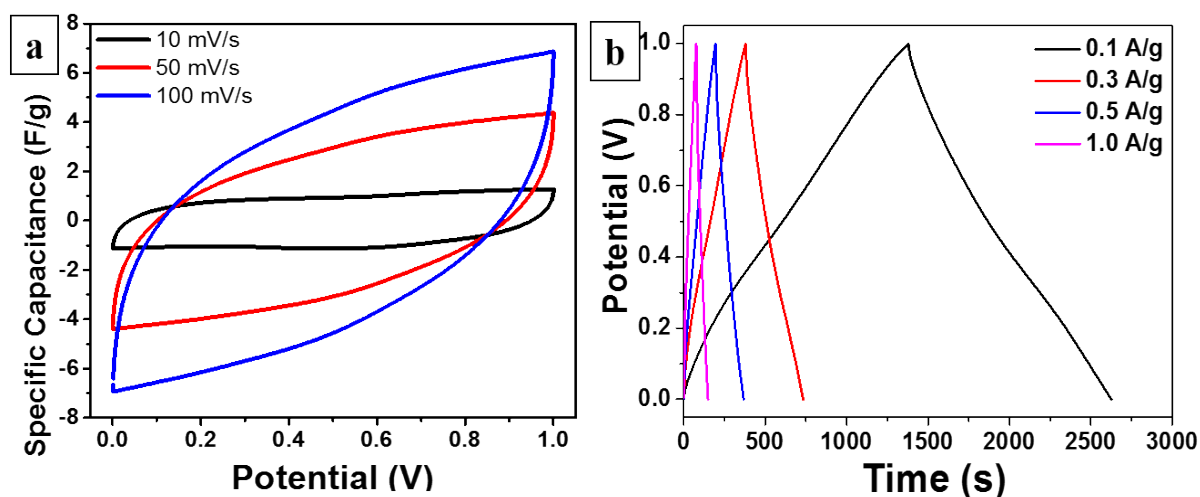 a
10 mV/s
50 mV/s
100 mV/s
Specific Capacitance (F/g)
8
6
4
2
0
-2
-4
-6
-8
0.0 0.2 0.4 0.6 0.8 1.0
Potential (V)
b
0.1 A/g
0.3 A/g
0.5 A/g
1.0 A/g
Potential (V)
1.0
0.8
0.6
0.4
0.2
0.0
0 500 1000 1500 2000 2500 3000
Time (s)